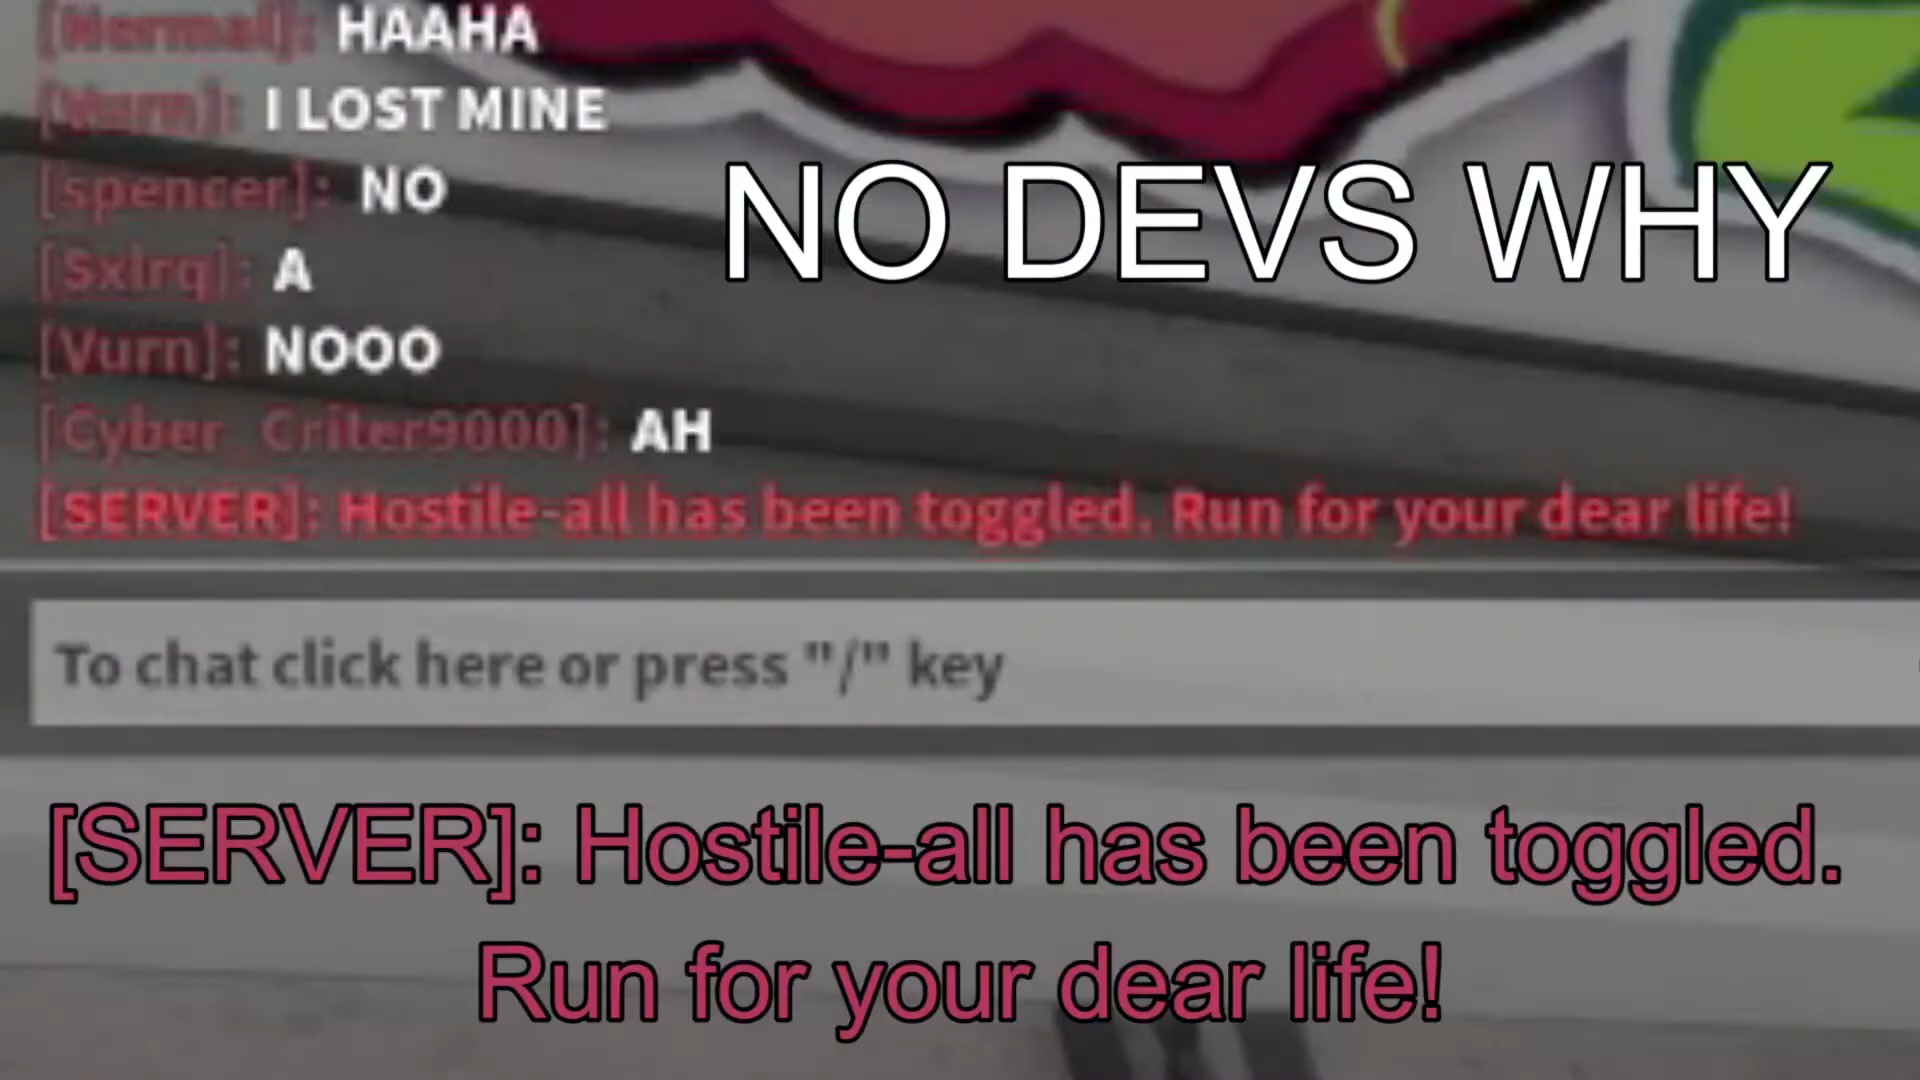 [Normal]: HAAHA
[Vurn]: I LOST MINE
[spencer]: NO
NO DEVS WHY
[Sxlrq]: A
[Vurn]: NOOO
[Cyber_Criter9000]: AH
[SERVER]: Hostile-all has been toggled. Run for your dear life!
To chat click here or press "/" key
[SERVER]: Hostile-all has been toggled.
Run for your dear life!